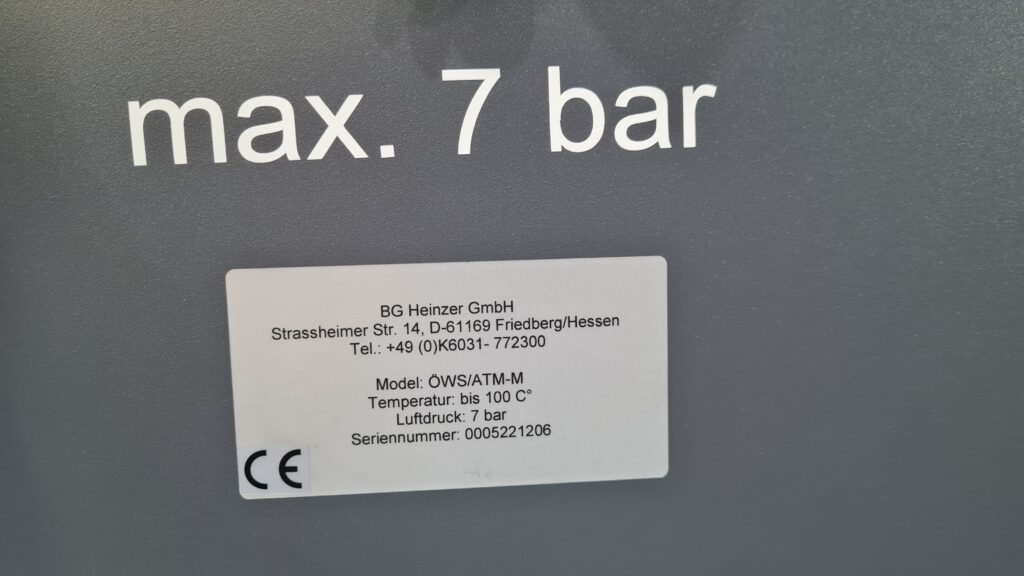 max. 7 bar
BG Heinzer GmbH
Strassheimer Str. 14, D-61169 Friedberg/Hessen
Tel.: +49 (0)K6031- 772300
Model: ÖWS/ATM-M
Temperatur: bis 100 C°
Luftdruck: 7 bar
Seriennummer: 0005221206
CE